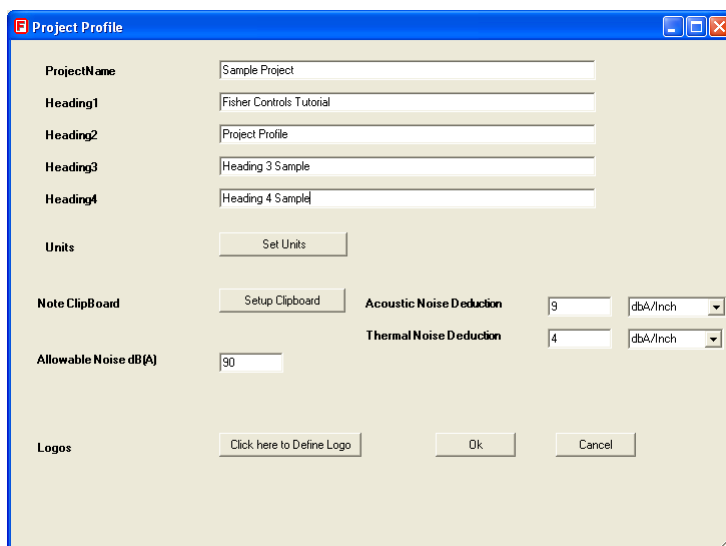 F Project Profile
ProjectName Sample Project
Heading1 Fisher Controls Tutorial
Heading2 Project Profile
Heading3 Heading 3 Sample
Heading4 Heading 4 Sample
Units Set Units
Note ClipBoard Setup Clipboard Acoustic Noise Deduction 9 dbA/Inch
Thermal Noise Deduction 4 dbA/Inch
Allowable Noise dB(A) 90
Logos Click here to Define Logo Ok Cancel